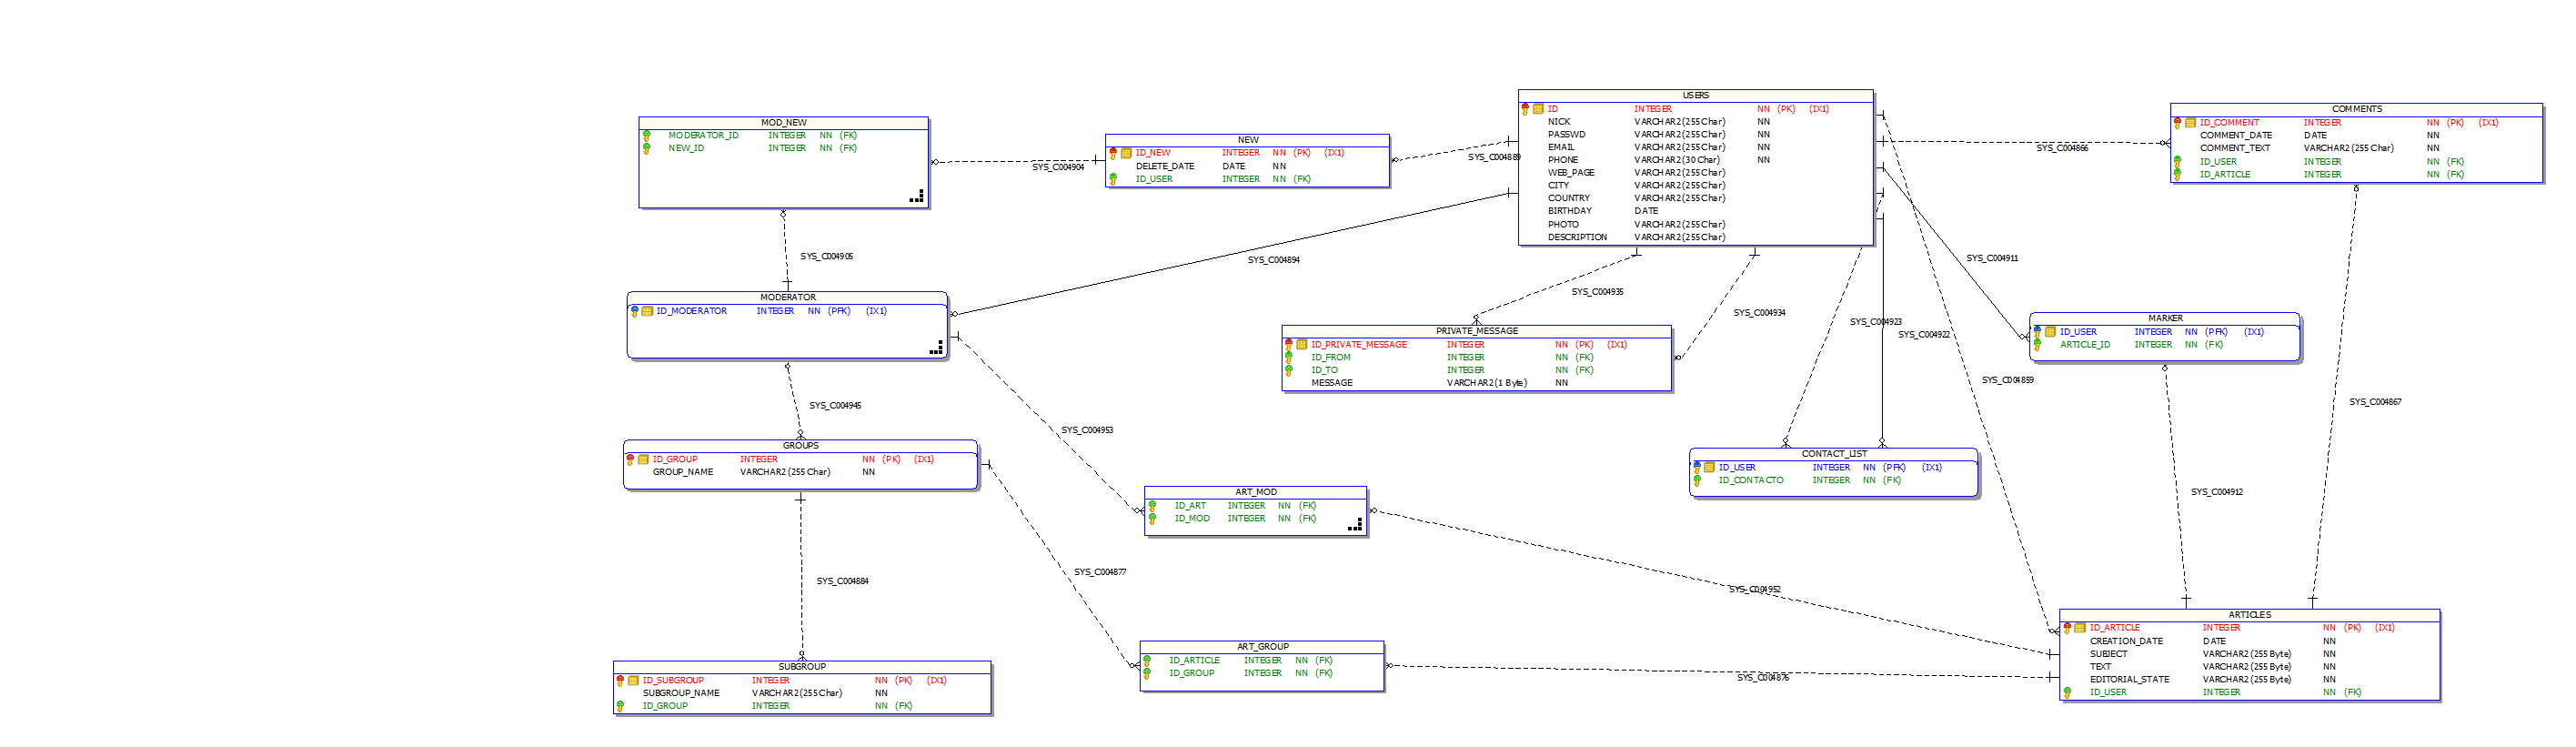 USERS
ID INTEGER NN (PK) (IX1)
NICK VARCHAR2(255 Char) NN
PASSWD VARCHAR2(255 Char) NN
EMAIL VARCHAR2(255 Char) NN
PHONE VARCHAR2(30 Char) NN
WEB_PAGE VARCHAR2(255 Char)
CITY VARCHAR2(255 Char)
COUNTRY VARCHAR2(255 Char)
BIRTHDAY DATE
PHOTO VARCHAR2(255 Char)
DESCRIPTION VARCHAR2(255 Char)
COMMENTS
ID_COMMENT INTEGER NN (PK) (IX1)
COMMENT_DATE DATE NN
COMMENT_TEXT VARCHAR2(255 Char) NN
ID_USER INTEGER NN (FK)
ID_ARTICLE INTEGER NN (FK)
MOD_NEW
MODERATOR_ID INTEGER NN (FK)
NEW_ID INTEGER NN (FK)
NEW
ID_NEW INTEGER NN (PK) (IX1)
DELETE_DATE DATE NN
ID_USER INTEGER NN (FK)
SYS_C004904
SYS_C004889
SYS_C004866
SYS_C004905
SYS_C004894
SYS_C004911
MODERATOR
ID_MODERATOR INTEGER NN (PFK) (IX1)
SYS_C004935
SYS_C004934
SYS_C004923
SYS_C004922
PRIVATE_MESSAGE
ID_PRIVATE_MESSAGE INTEGER NN (PK) (IX1)
ID_FROM INTEGER NN (FK)
ID_TO INTEGER NN (FK)
MESSAGE VARCHAR2(1 Byte) NN
MARKER
ID_USER INTEGER NN (PFK) (IX1)
ARTICLE_ID INTEGER NN (FK)
SYS_C004859
SYS_C004867
SYS_C004945
SYS_C004953
GROUPS
ID_GROUP INTEGER NN (PK) (IX1)
GROUP_NAME VARCHAR2(255 Char) NN
CONTACT_LIST
ID_USER INTEGER NN (PFK) (IX1)
ID_CONTACTO INTEGER NN (FK)
SYS_C004912
ART_MOD
ID_ART INTEGER NN (FK)
ID_MOD INTEGER NN (FK)
SYS_C004884
SYS_C004877
SYS_C004952
ART_GROUP
ID_ARTICLE INTEGER NN (FK)
ID_GROUP INTEGER NN (FK)
SYS_C004876
ARTICLES
ID_ARTICLE INTEGER NN (PK) (IX1)
CREATION_DATE DATE NN
SUBJECT VARCHAR2(255 Byte) NN
TEXT VARCHAR2(255 Byte) NN
EDITORIAL_STATE VARCHAR2(255 Byte) NN
ID_USER INTEGER NN (FK)
SUBGROUP
ID_SUBGROUP INTEGER NN (PK) (IX1)
SUBGROUP_NAME VARCHAR2(255 Char) NN
ID_GROUP INTEGER NN (FK)